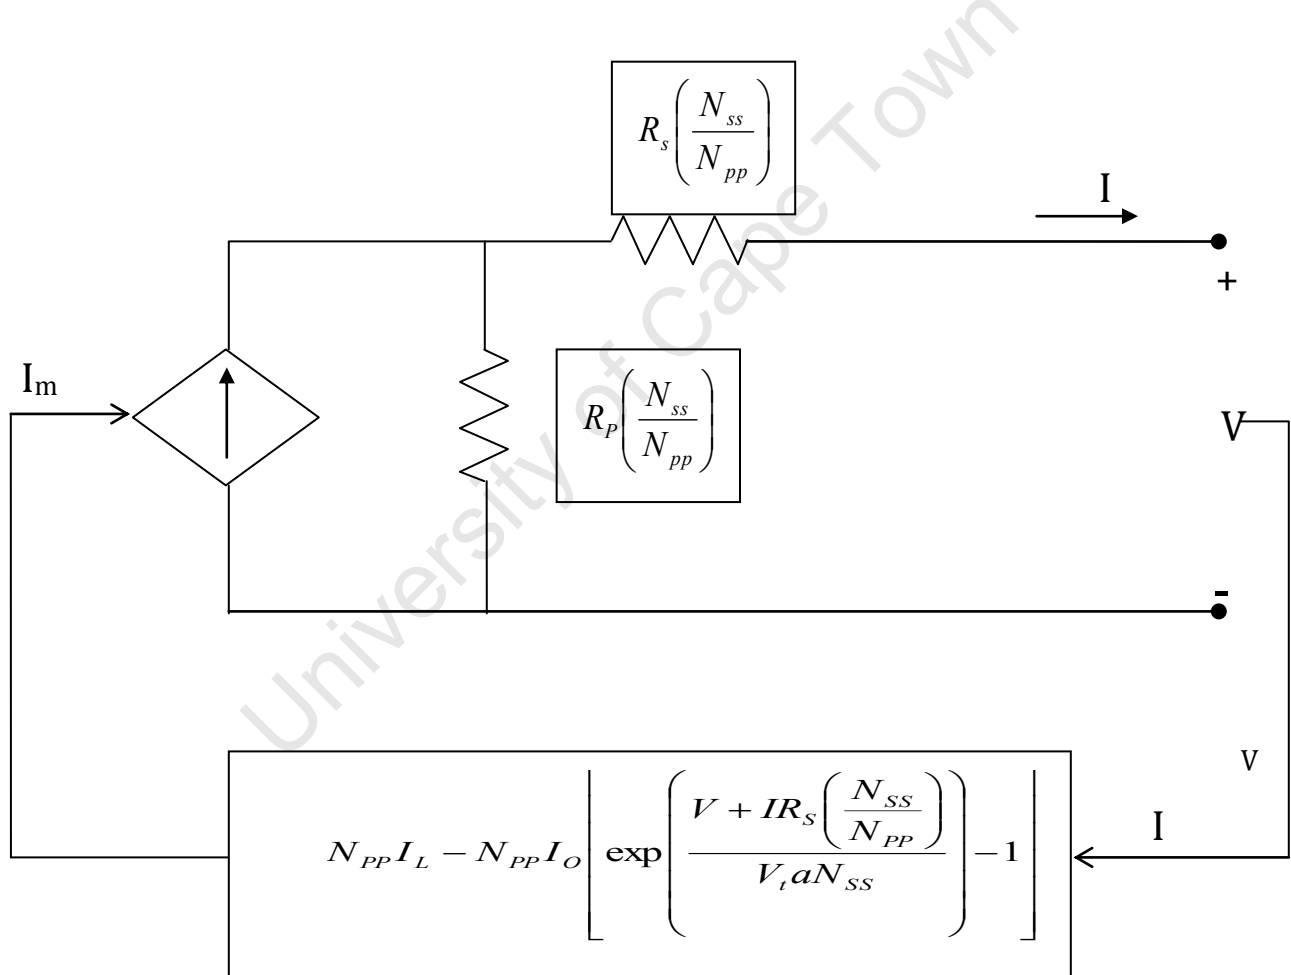 R_s(N_ss/N_pp)
I
+
I_m
R_P(N_ss/N_pp)
V
-
V
N_PP I_L - N_PP I_O[exp((V + IR_S(N_SS/N_PP))/(V_t aN_SS)) - 1]
I
University of Cape Town